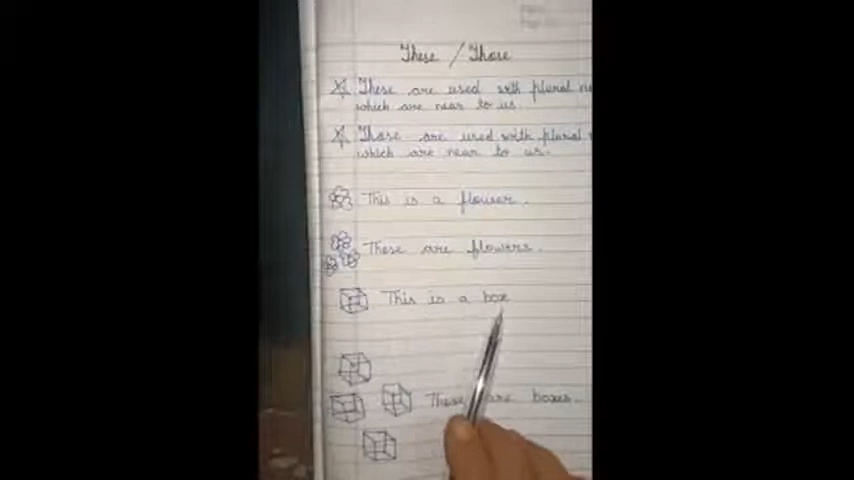 These / Those
These are used with plural
which are near to us.
Those are used with plural
which are near to us.
This is a flower.
These are flowers.
This is a box
These are boxes.